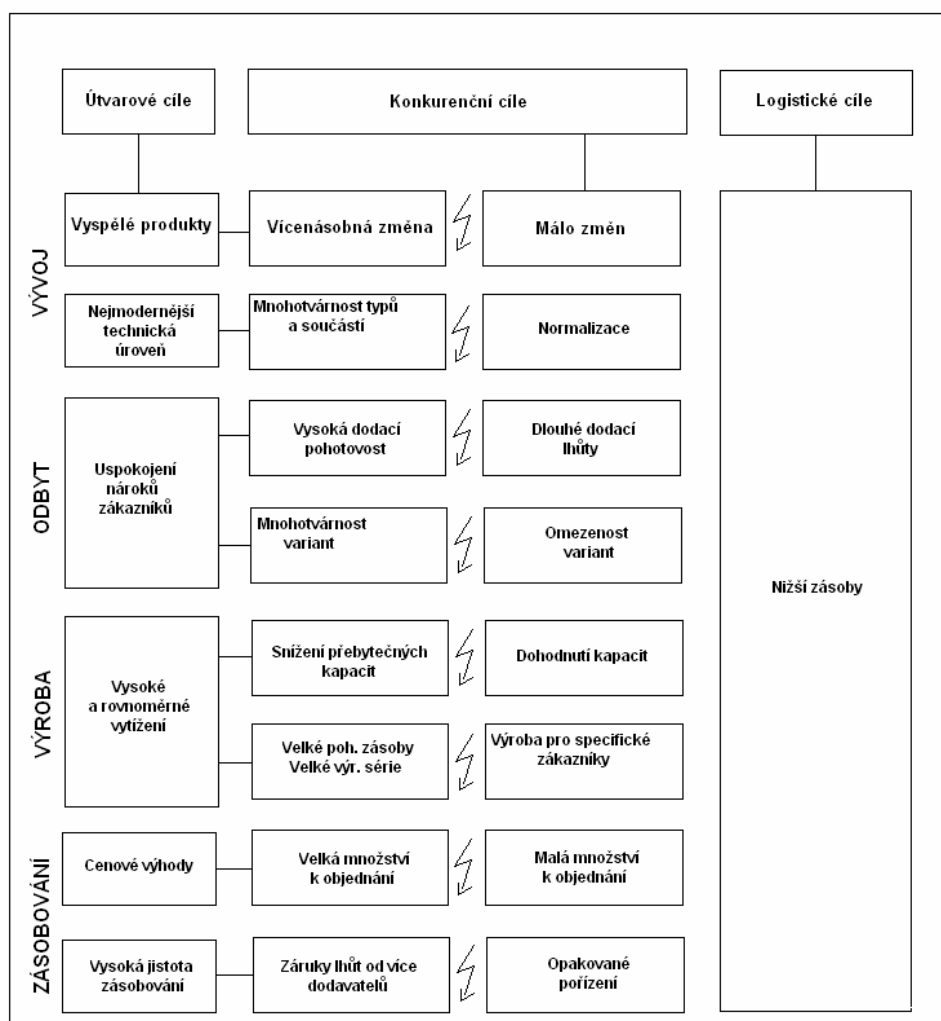 Útvarové cíle
Konkurenční cíle
Logistické cíle
VÝVOJ
Vyspělé produkty
Vícenásobná změna
Málo změn
Nejmodernější
technická
úroveň
Mnohotvárnost typů
a součástí
Normalizace
ODBYT
Uspokojení
nároků
zákazníků
Vysoká dodací
pohotovost
Dlouhé dodací
lhůty
Mnohotvárnost
variant
Omezenost
variant
Nižší zásoby
VÝROBA
Vysoké
a rovnoměrné
vytížení
Snížení přebytečných
kapacit
Dohodnutí kapacit
Velké poh. zásoby
Velké výr. série
Výroba pro specifické
zákazníky
ZÁSOBOVÁNÍ
Cenové výhody
Velká množství
k objednání
Malá množství
k objednání
Vysoká jistota
zásobování
Záruky lhůt od více
dodavatelů
Opakované
pořízení